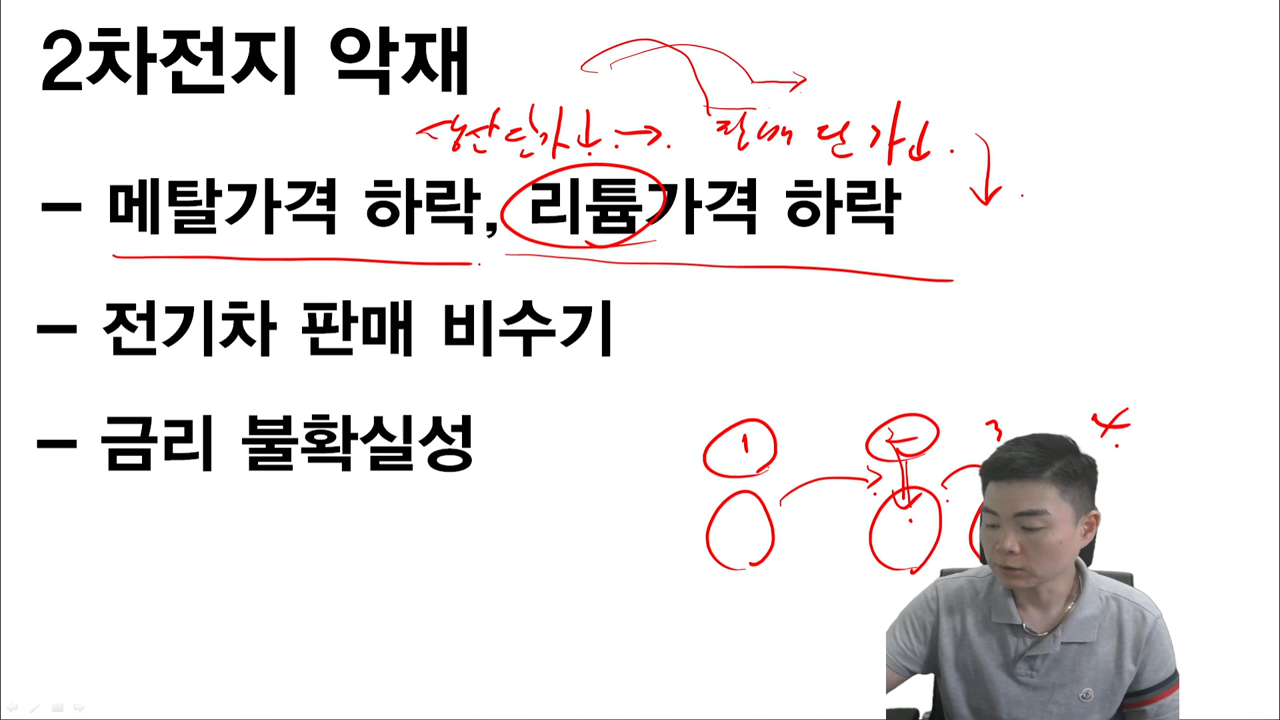 2차전지 악재
생산단가↓ → 판매 단가↓
- 메탈가격 하락, 리튬가격 하락
- 전기차 판매 비수기
- 금리 불확실성
1 2 3 4